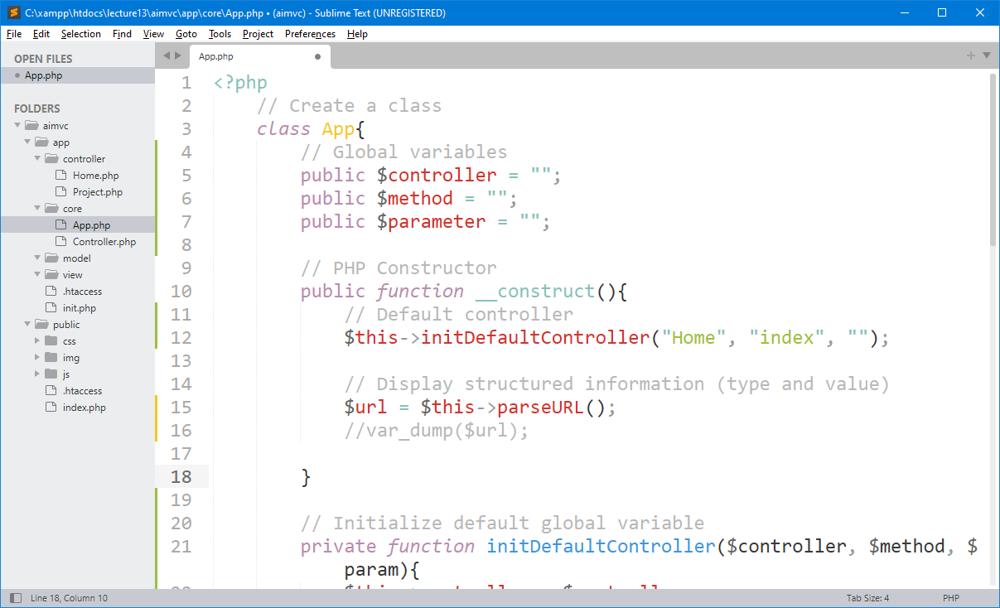 C:\xampp\htdocs\lecture13\aimvc\app\core\App.php • (aimvc) - Sublime Text (UNREGISTERED)
File Edit Selection Find View Goto Tools Project Preferences Help
OPEN FILES
App.php
FOLDERS
aimvc
app
controller
Home.php
Project.php
core
App.php
Controller.php
model
view
.htaccess
init.php
public
css
img
js
.htaccess
index.php
App.php
1 <?php
2 // Create a class
3 class App{
4 // Global variables
5 public $controller = "";
6 public $method = "";
7 public $parameter = "";
8
9 // PHP Constructor
10 public function __construct(){
11 // Default controller
12 $this->initDefaultController("Home", "index", "");
13
14 // Display structured information (type and value)
15 $url = $this->parseURL();
16 //var_dump($url);
17
18 }
19
20 // Initialize default global variable
21 private function initDefaultController($controller, $method, $
param){
Line 18, Column 10
Tab Size: 4
PHP